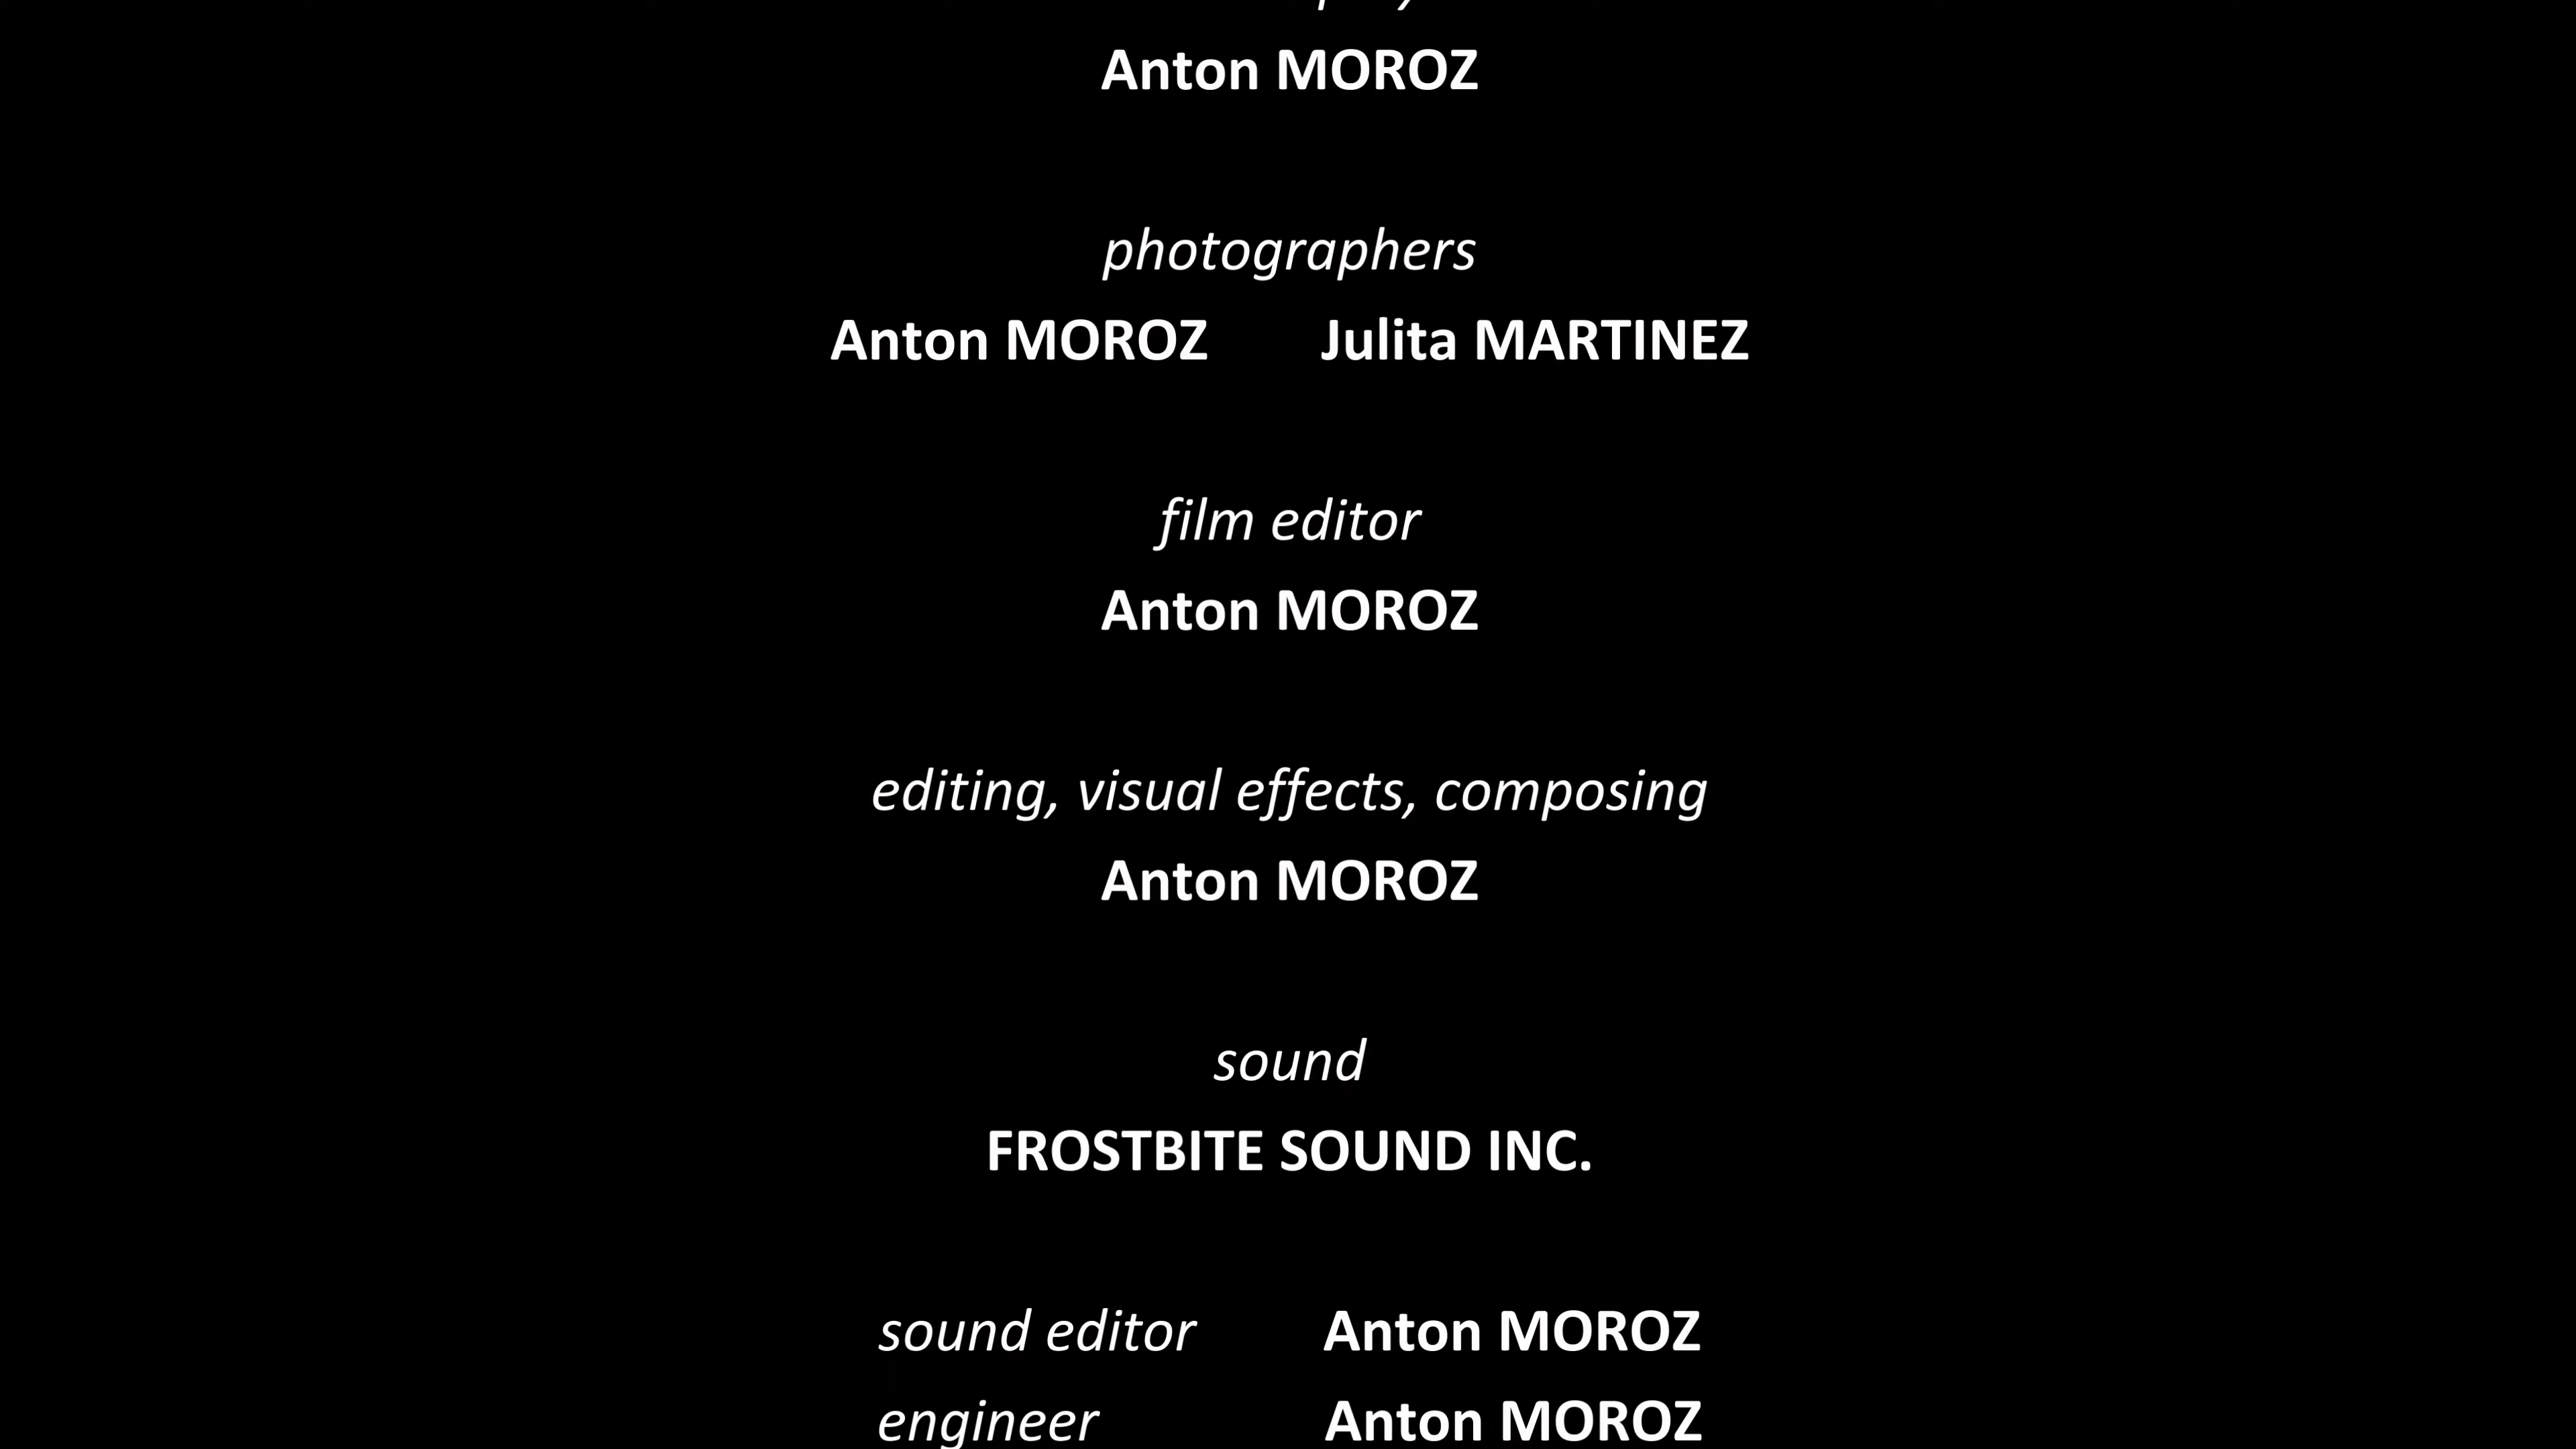 Anton MOROZ
photographers
Anton MOROZ Julita MARTINEZ
film editor
Anton MOROZ
editing, visual effects, composing
Anton MOROZ
sound
FROSTBITE SOUND INC.
sound editor Anton MOROZ
engineer Anton MOROZ